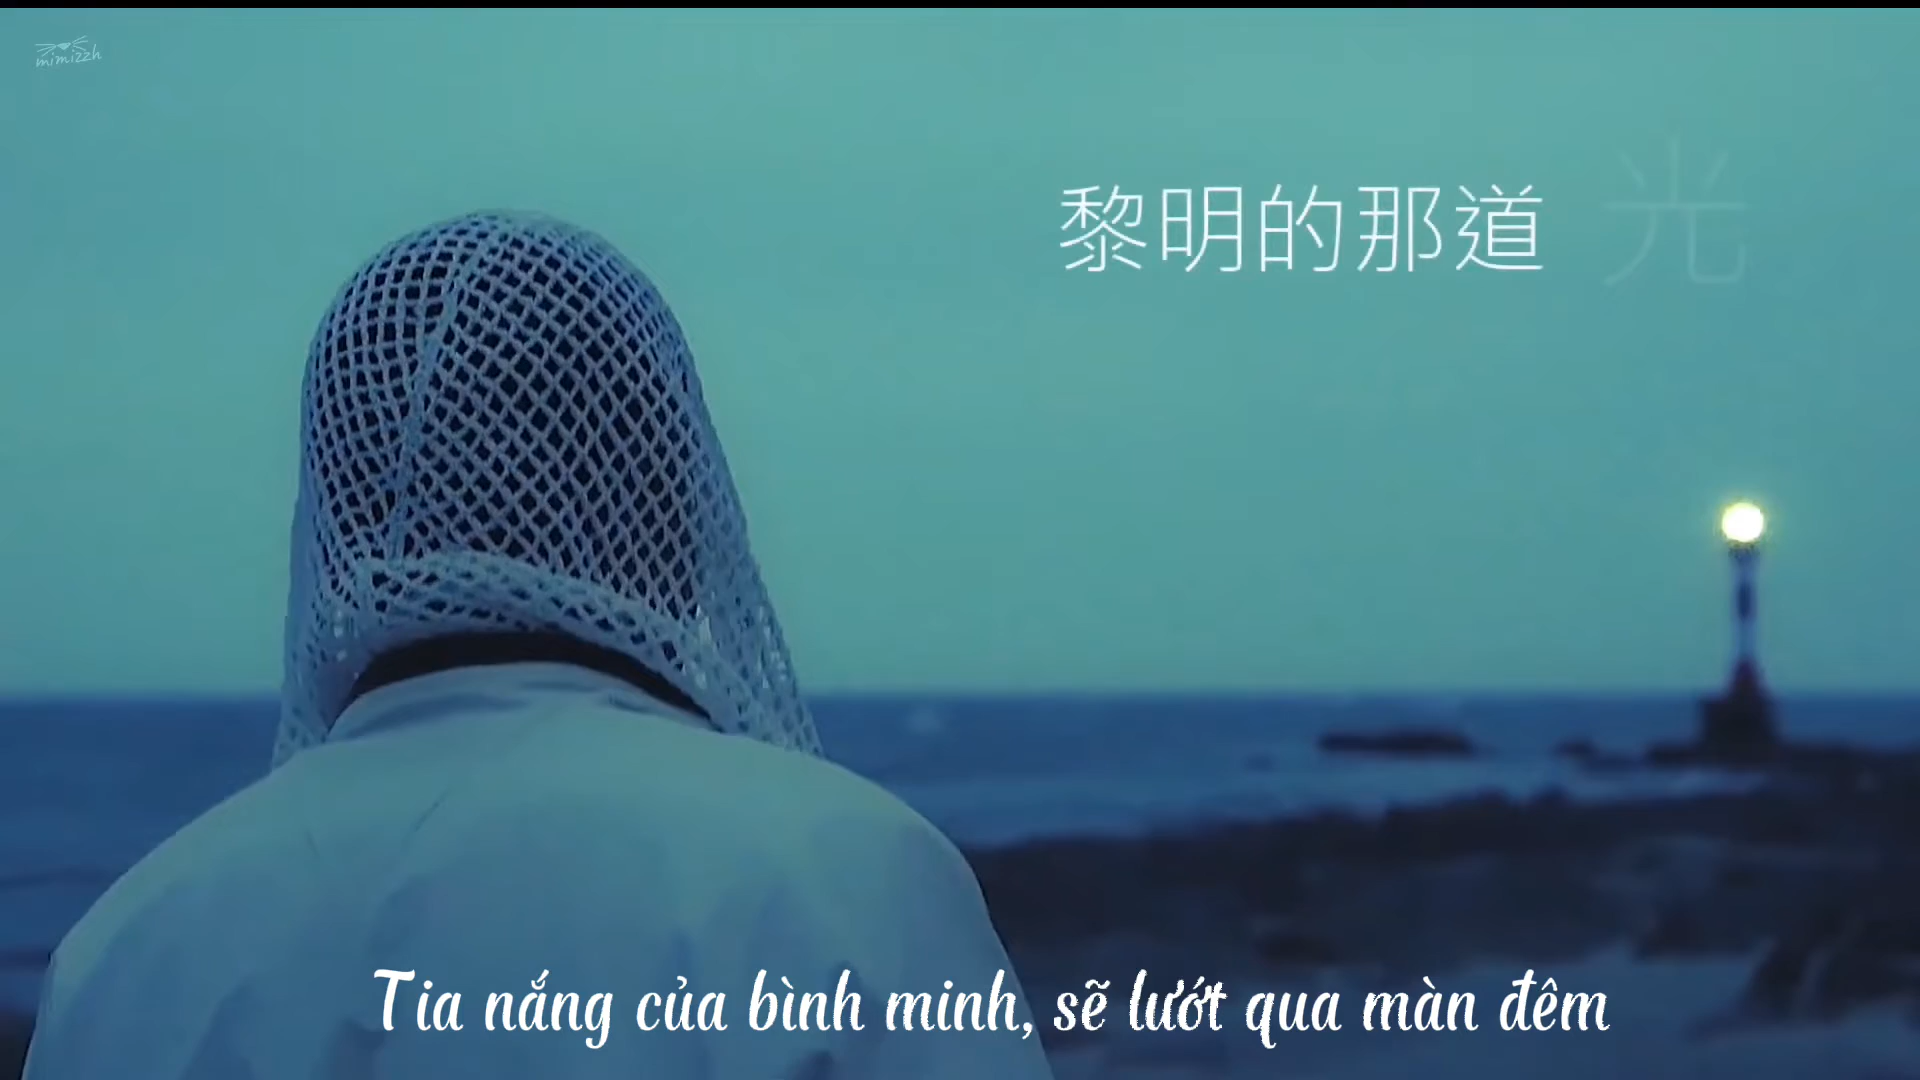 mimizzh
黎明的那道光
Tia nắng của bình minh, sẽ lướt qua màn đêm